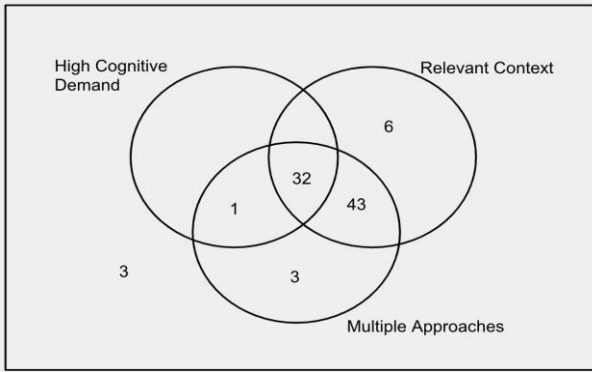 High Cognitive
Demand
Relevant Context
6
32
1
43
3
3
Multiple Approaches